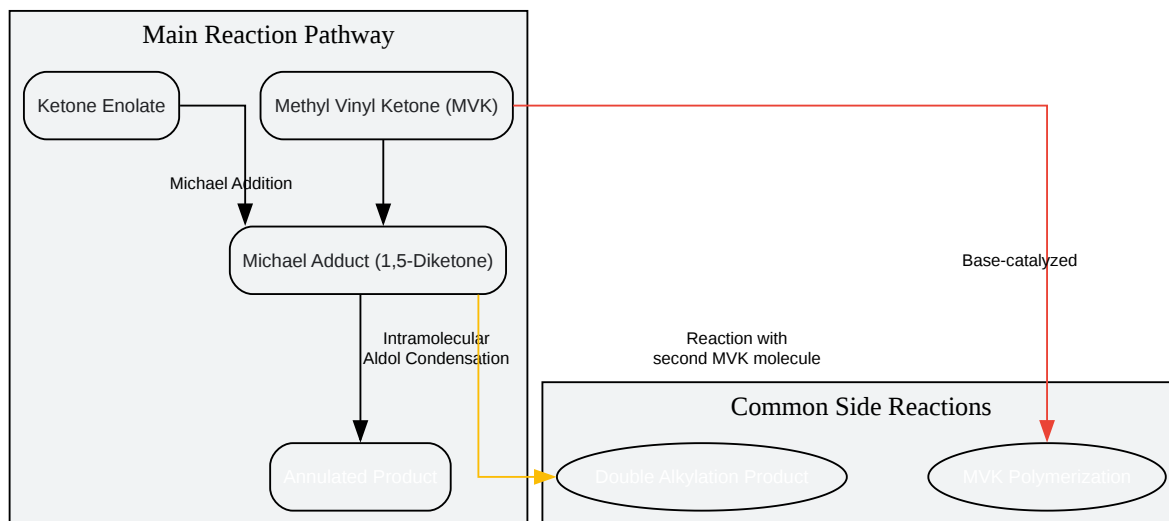 Main Reaction Pathway
Ketone Enolate
Methyl Vinyl Ketone (MVK)
Michael Addition
Michael Adduct (1,5-Diketone)
Base-catalyzed
Intramolecular
Aldol Condensation
Reaction with
second MVK molecule
Common Side Reactions
Annulated Product
Double Alkylation Product
MVK Polymerization